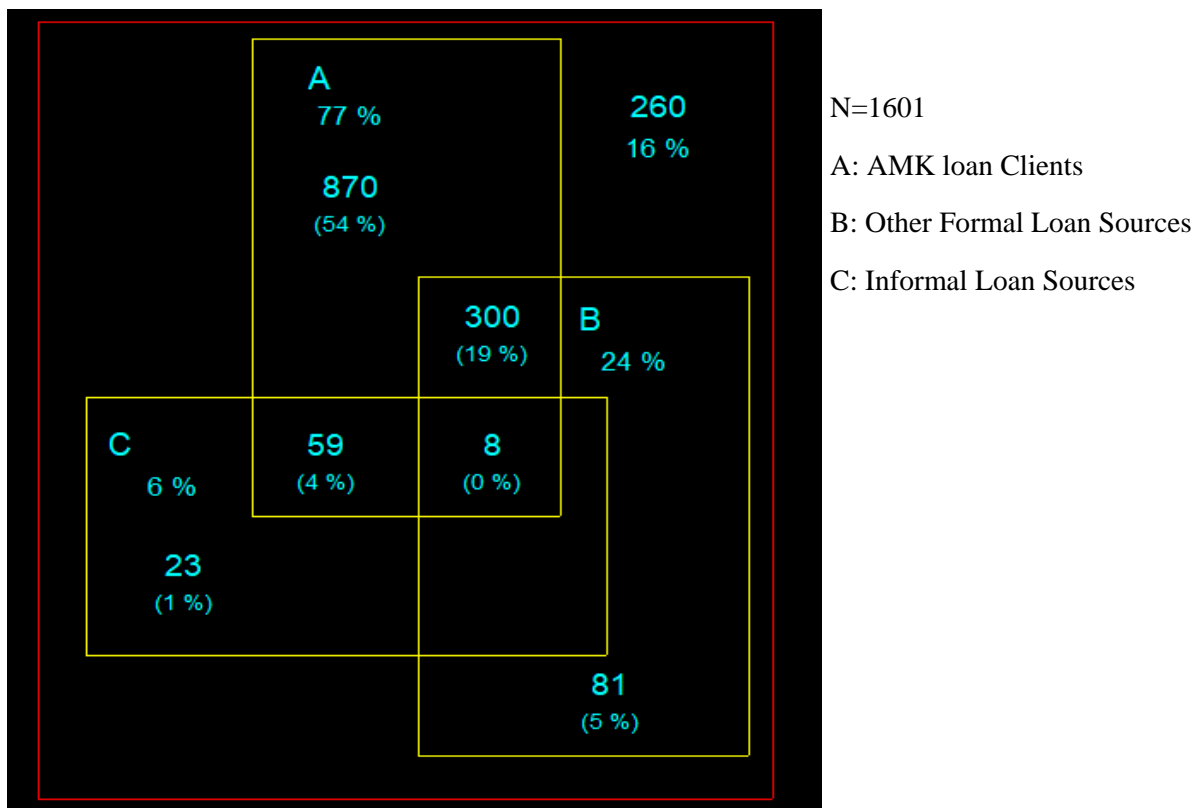 A
77 %
870
(54 %)
260
16 %
300
(19 %)
B
24 %
C
6 %
59
(4 %)
8
(0 %)
23
(1 %)
81
(5 %)
N=1601
A: AMK loan Clients
B: Other Formal Loan Sources
C: Informal Loan Sources